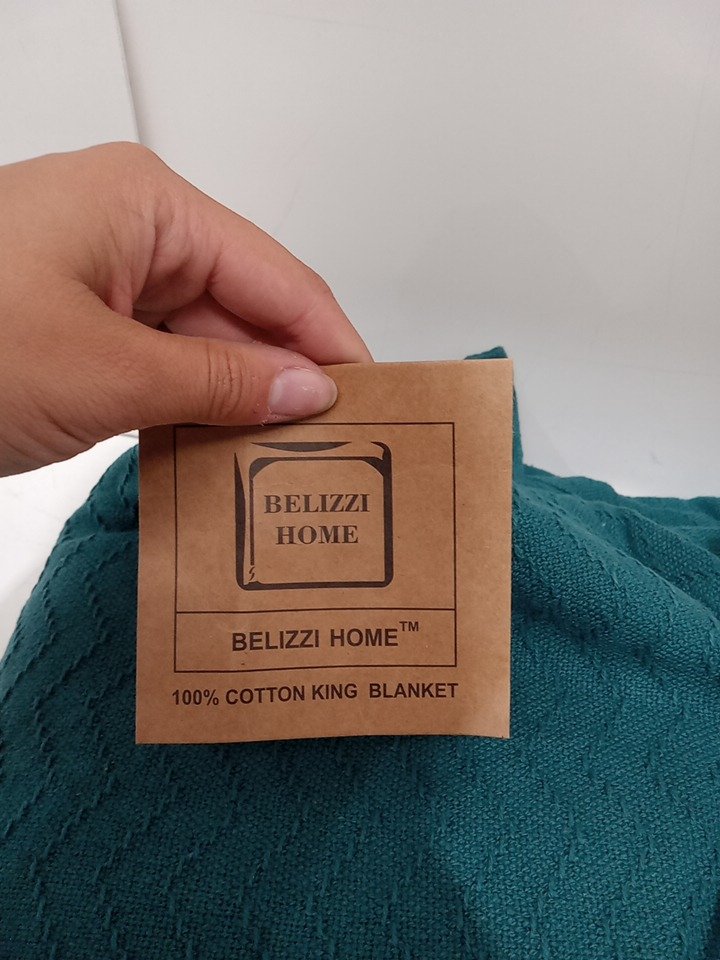 BELIZZI
HOME
BELIZZI HOME™
100% COTTON KING BLANKET